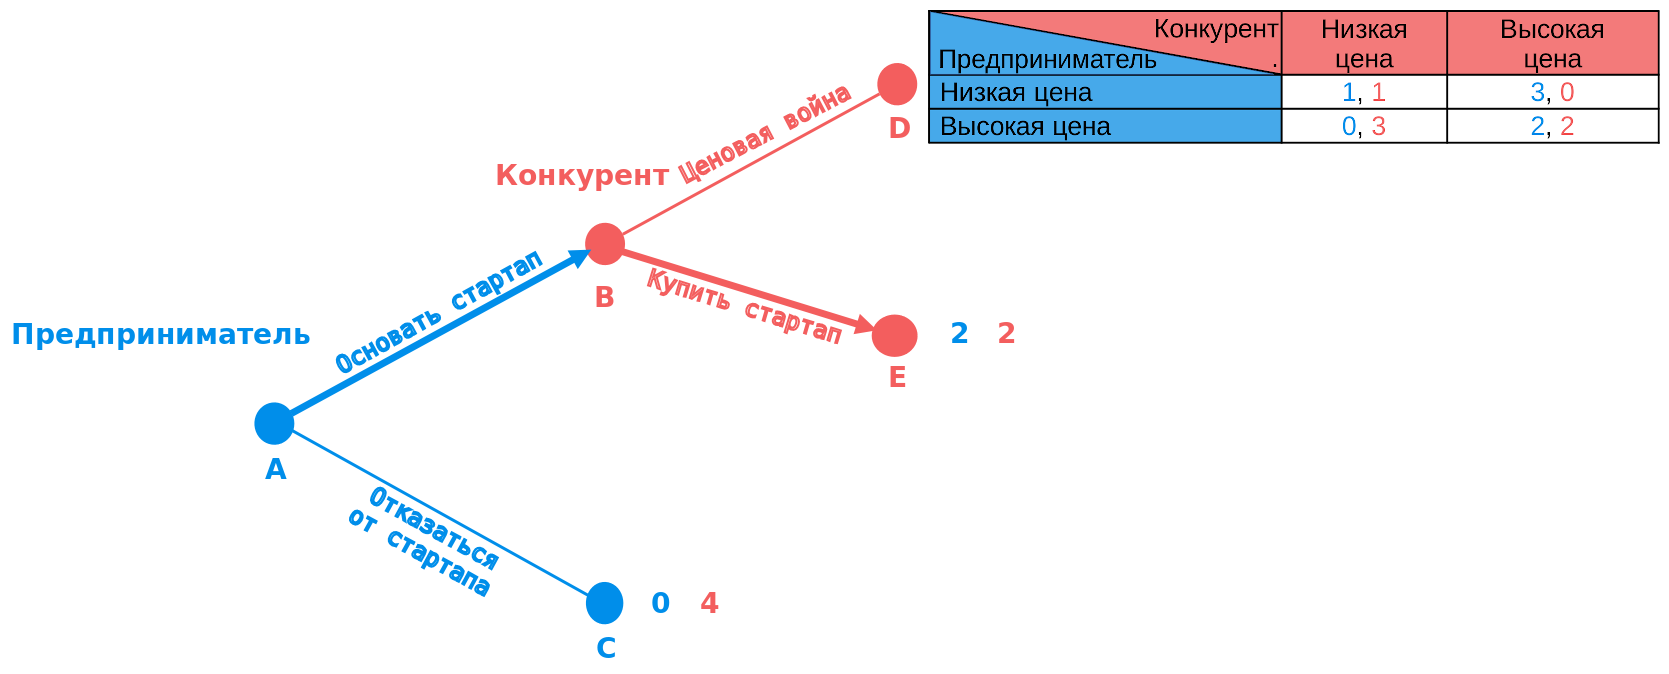 Конкурент
Предприниматель .
Низкая
цена
Высокая
цена
Низкая цена
1, 1
3, 0
Высокая цена
0, 3
2, 2
D
Ценовая война
Конкурент
B
Основать стартап
Купить стартап
E
2 2
Предприниматель
A
Отказаться
от стартапа
C
0 4